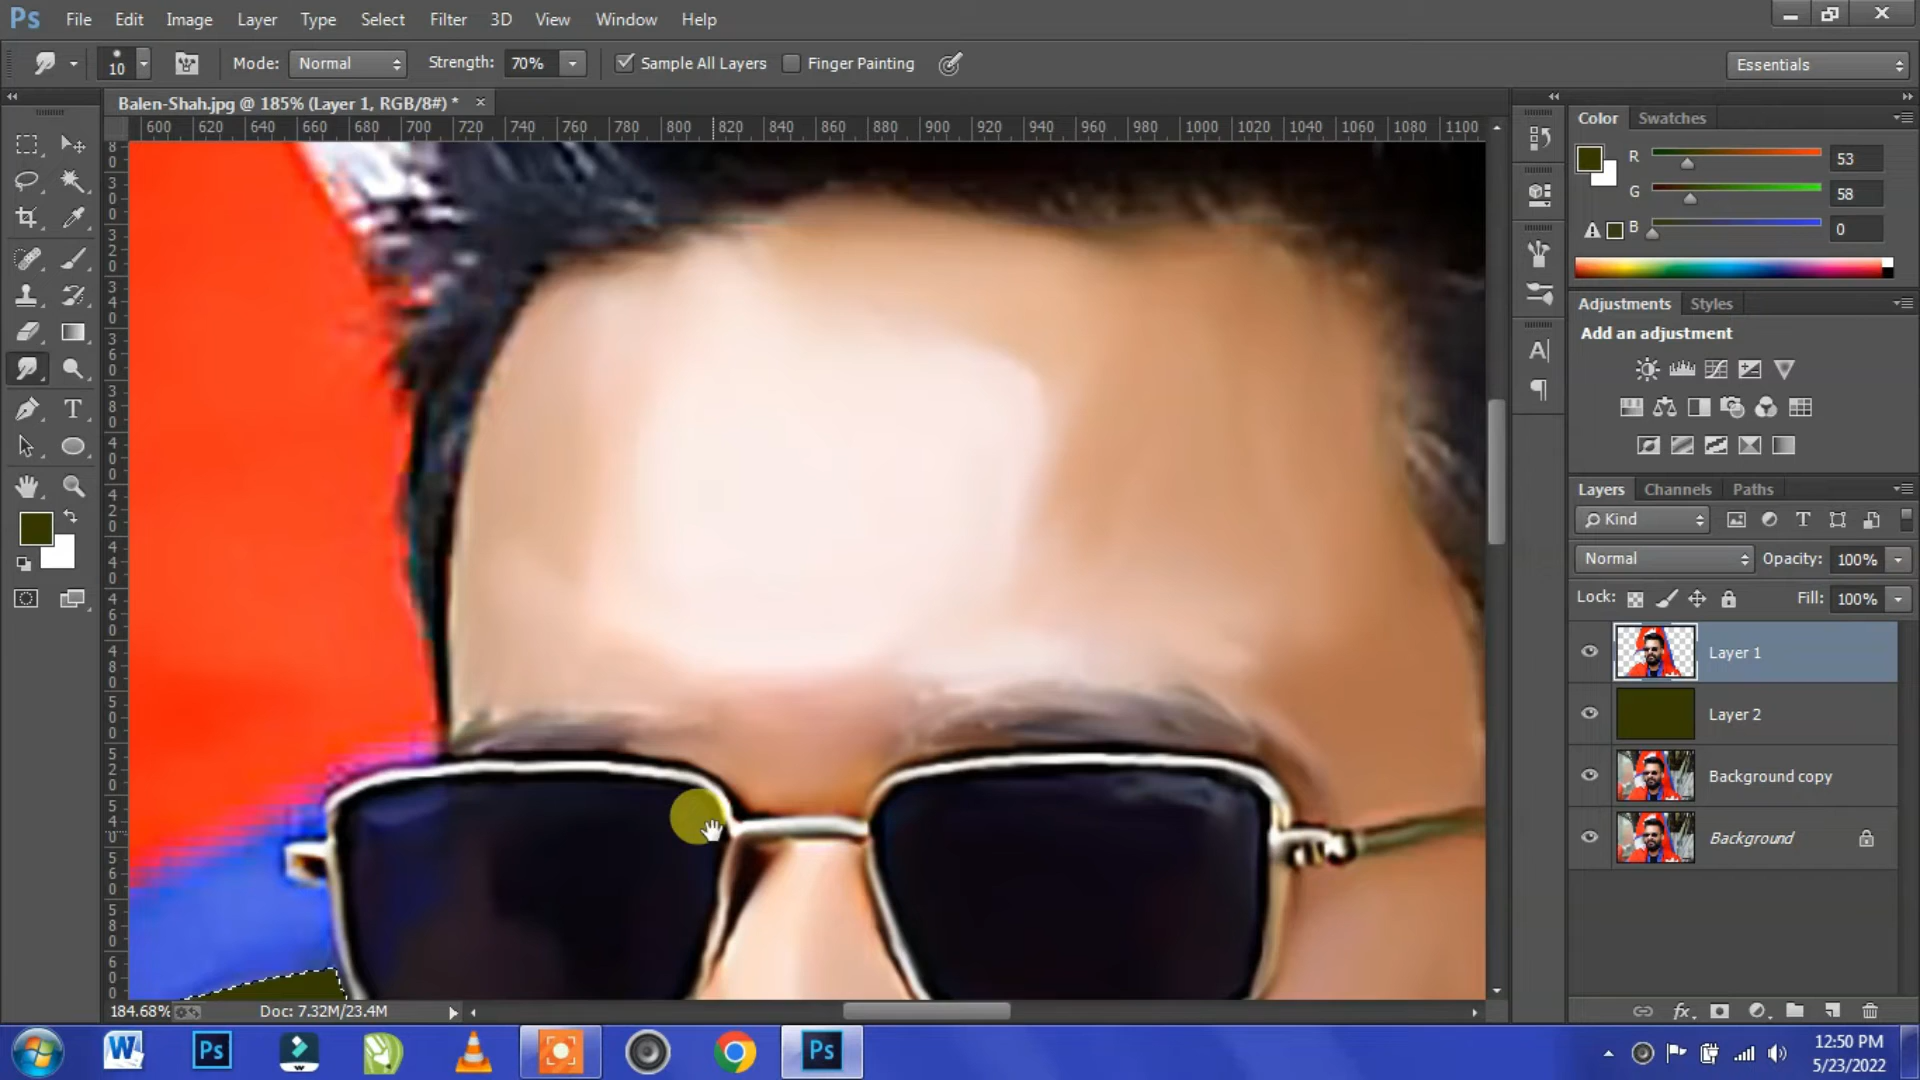 Ps File Edit Image Layer Type Select Filter 3D View Window Help
10 Mode: Normal Strength: 70% Sample All Layers Finger Painting Essentials
Balen-Shah.jpg @ 185% (Layer 1, RGB/8#) * ×
600 620 640 660 680 700 720 740 760 780 800 820 840 860 880 900 920 940 960 980 1000 1020 1040 1060 1080 1100
Color Swatches
R 53
G 58
B 0
Adjustments Styles
Add an adjustment
Layers Channels Paths
Kind
Normal Opacity: 100%
Lock: Fill: 100%
Layer 1
Layer 2
Background copy
Background
184.68% Doc: 7.32M/23.4M
12:50 PM
5/23/2022